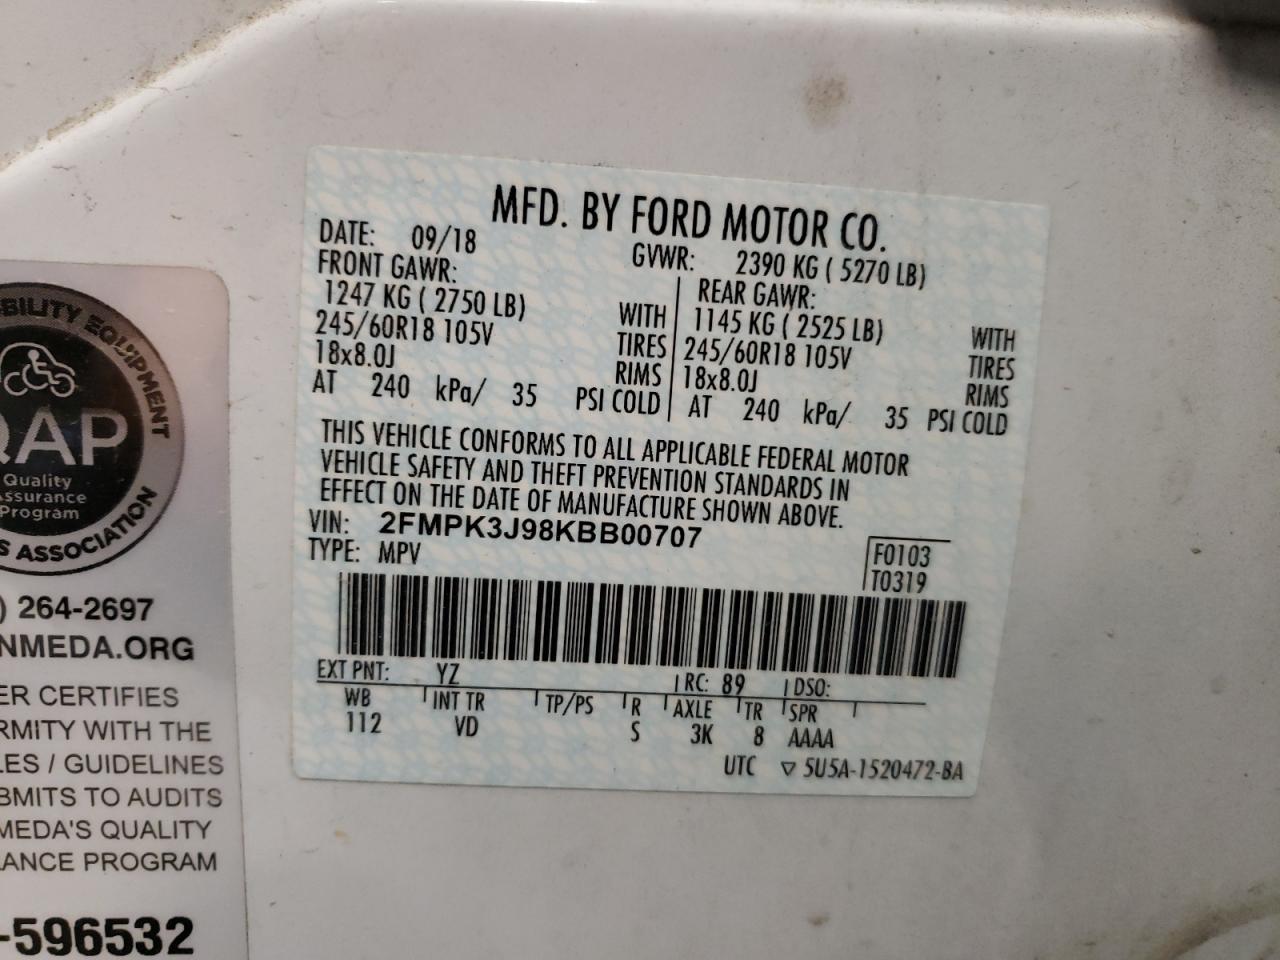 MFD. BY FORD MOTOR CO.
DATE: 09/18 GVWR: 2390 KG ( 5270 LB)
FRONT GAWR: REAR GAWR:
1247 KG ( 2750 LB) WITH 1145 KG ( 2525 LB) WITH
245/60R18 105V TIRES 245/60R18 105V TIRES
18x8.0J RIMS 18x8.0J RIMS
AT 240 kPa/ 35 PSI COLD AT 240 kPa/ 35 PSI COLD
THIS VEHICLE CONFORMS TO ALL APPLICABLE FEDERAL MOTOR
VEHICLE SAFETY AND THEFT PREVENTION STANDARDS IN
EFFECT ON THE DATE OF MANUFACTURE SHOWN ABOVE.
VIN: 2FMPK3J98KBB00707
TYPE: MPV
F0103
T0319
EXT PNT: YZ RC: 89 DSO:
WB INT TR TP/PS R AXLE TR SPR
112 VD S 3K 8 AAAA
UTC ▽ 5U5A-1520472-BA
BILITY EQUIPMENT
QAP
Quality
Assurance
Program
S ASSOCIATION
) 264-2697
NMEDA.ORG
ER CERTIFIES
RMITY WITH THE
LES / GUIDELINES
BMITS TO AUDITS
MEDA'S QUALITY
ANCE PROGRAM
-596532